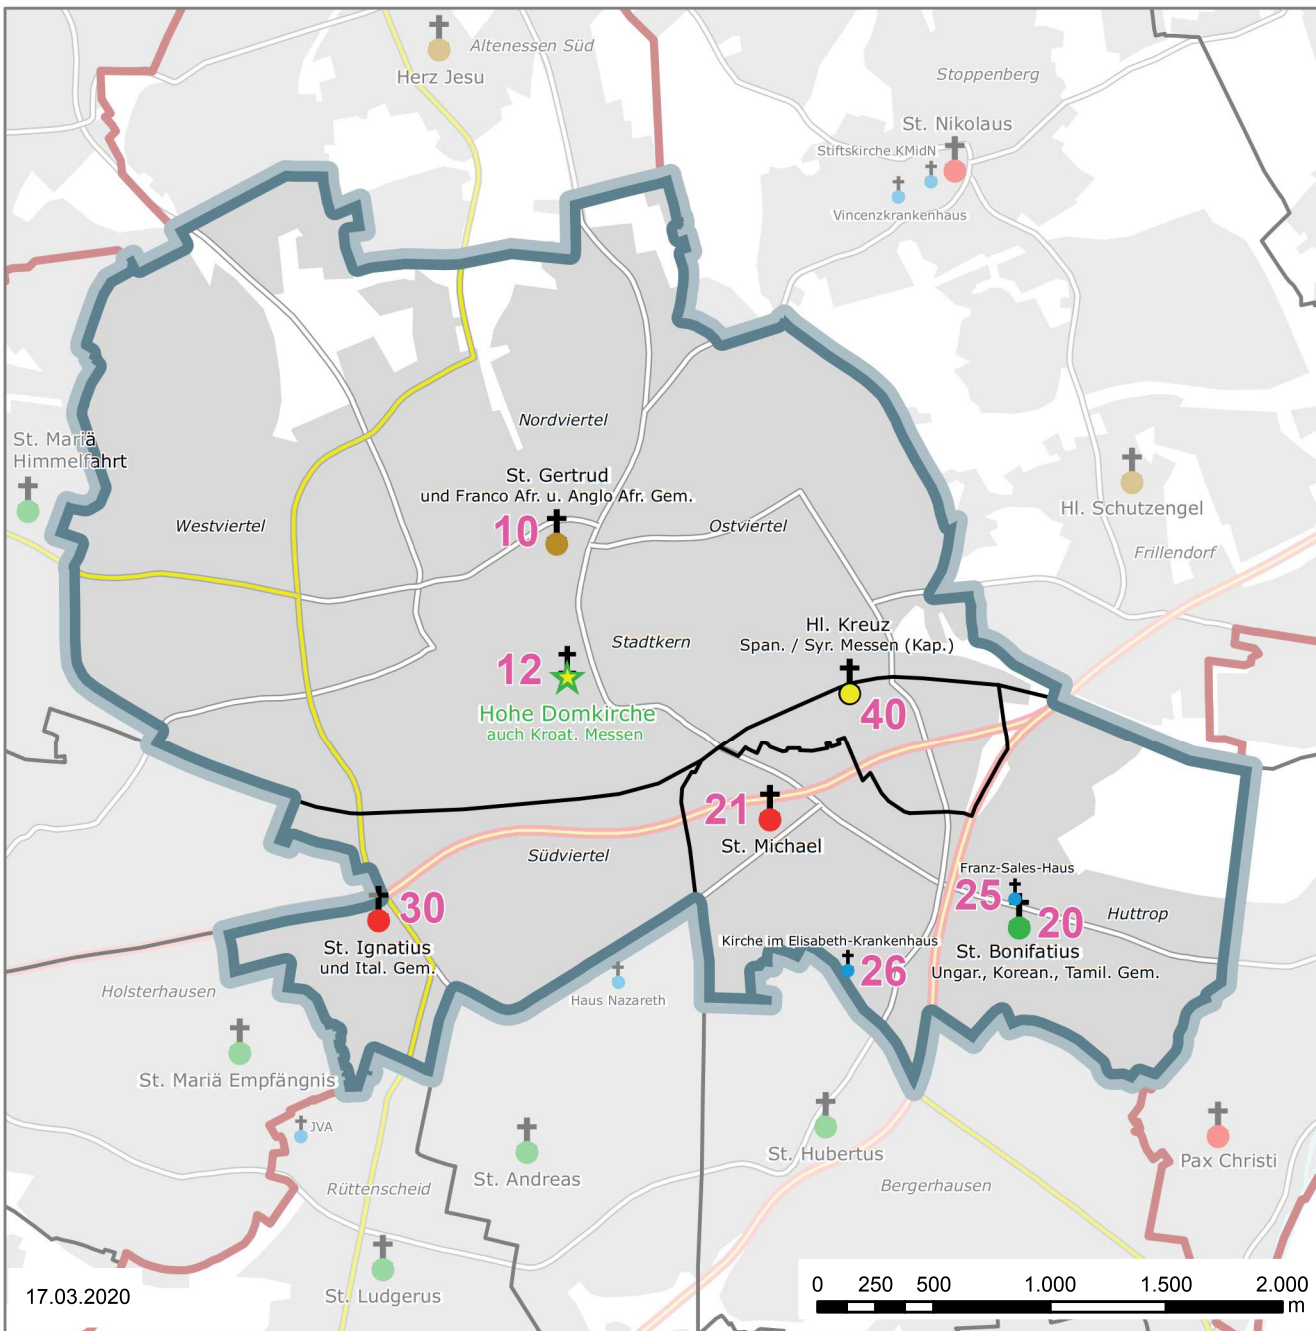 Altenessen Süd
Herz Jesu
Stoppenberg
St. Nikolaus
Stiftskirche KMidN
Vincenzkrankenhaus
Nordviertel
St. Mariä
Himmelfahrt
St. Gertrud
und Franco Afr. u. Anglo Afr. Gem.
10
Westviertel
Ostviertel
Hl. Schutzengel
Frillendorf
Hl. Kreuz
Span. / Syr. Messen (Kap.)
Stadtkern
12
40
Hohe Domkirche
auch Kroat. Messen
21
St. Michael
Südviertel
Franz-Sales-Haus
25
20
Huttrop
30
St. Ignatius
und Ital. Gem.
Kirche im Elisabeth-Krankenhaus
26
St. Bonifatius
Ungar., Korean., Tamil. Gem.
Holsterhausen
Haus Nazareth
St. Mariä Empfängnis
JVA
St. Hubertus
Pax Christi
St. Andreas
Rüttenscheid
Bergerhausen
St. Ludgerus
17.03.2020
0 250 500 1.000 1.500 2.000
m